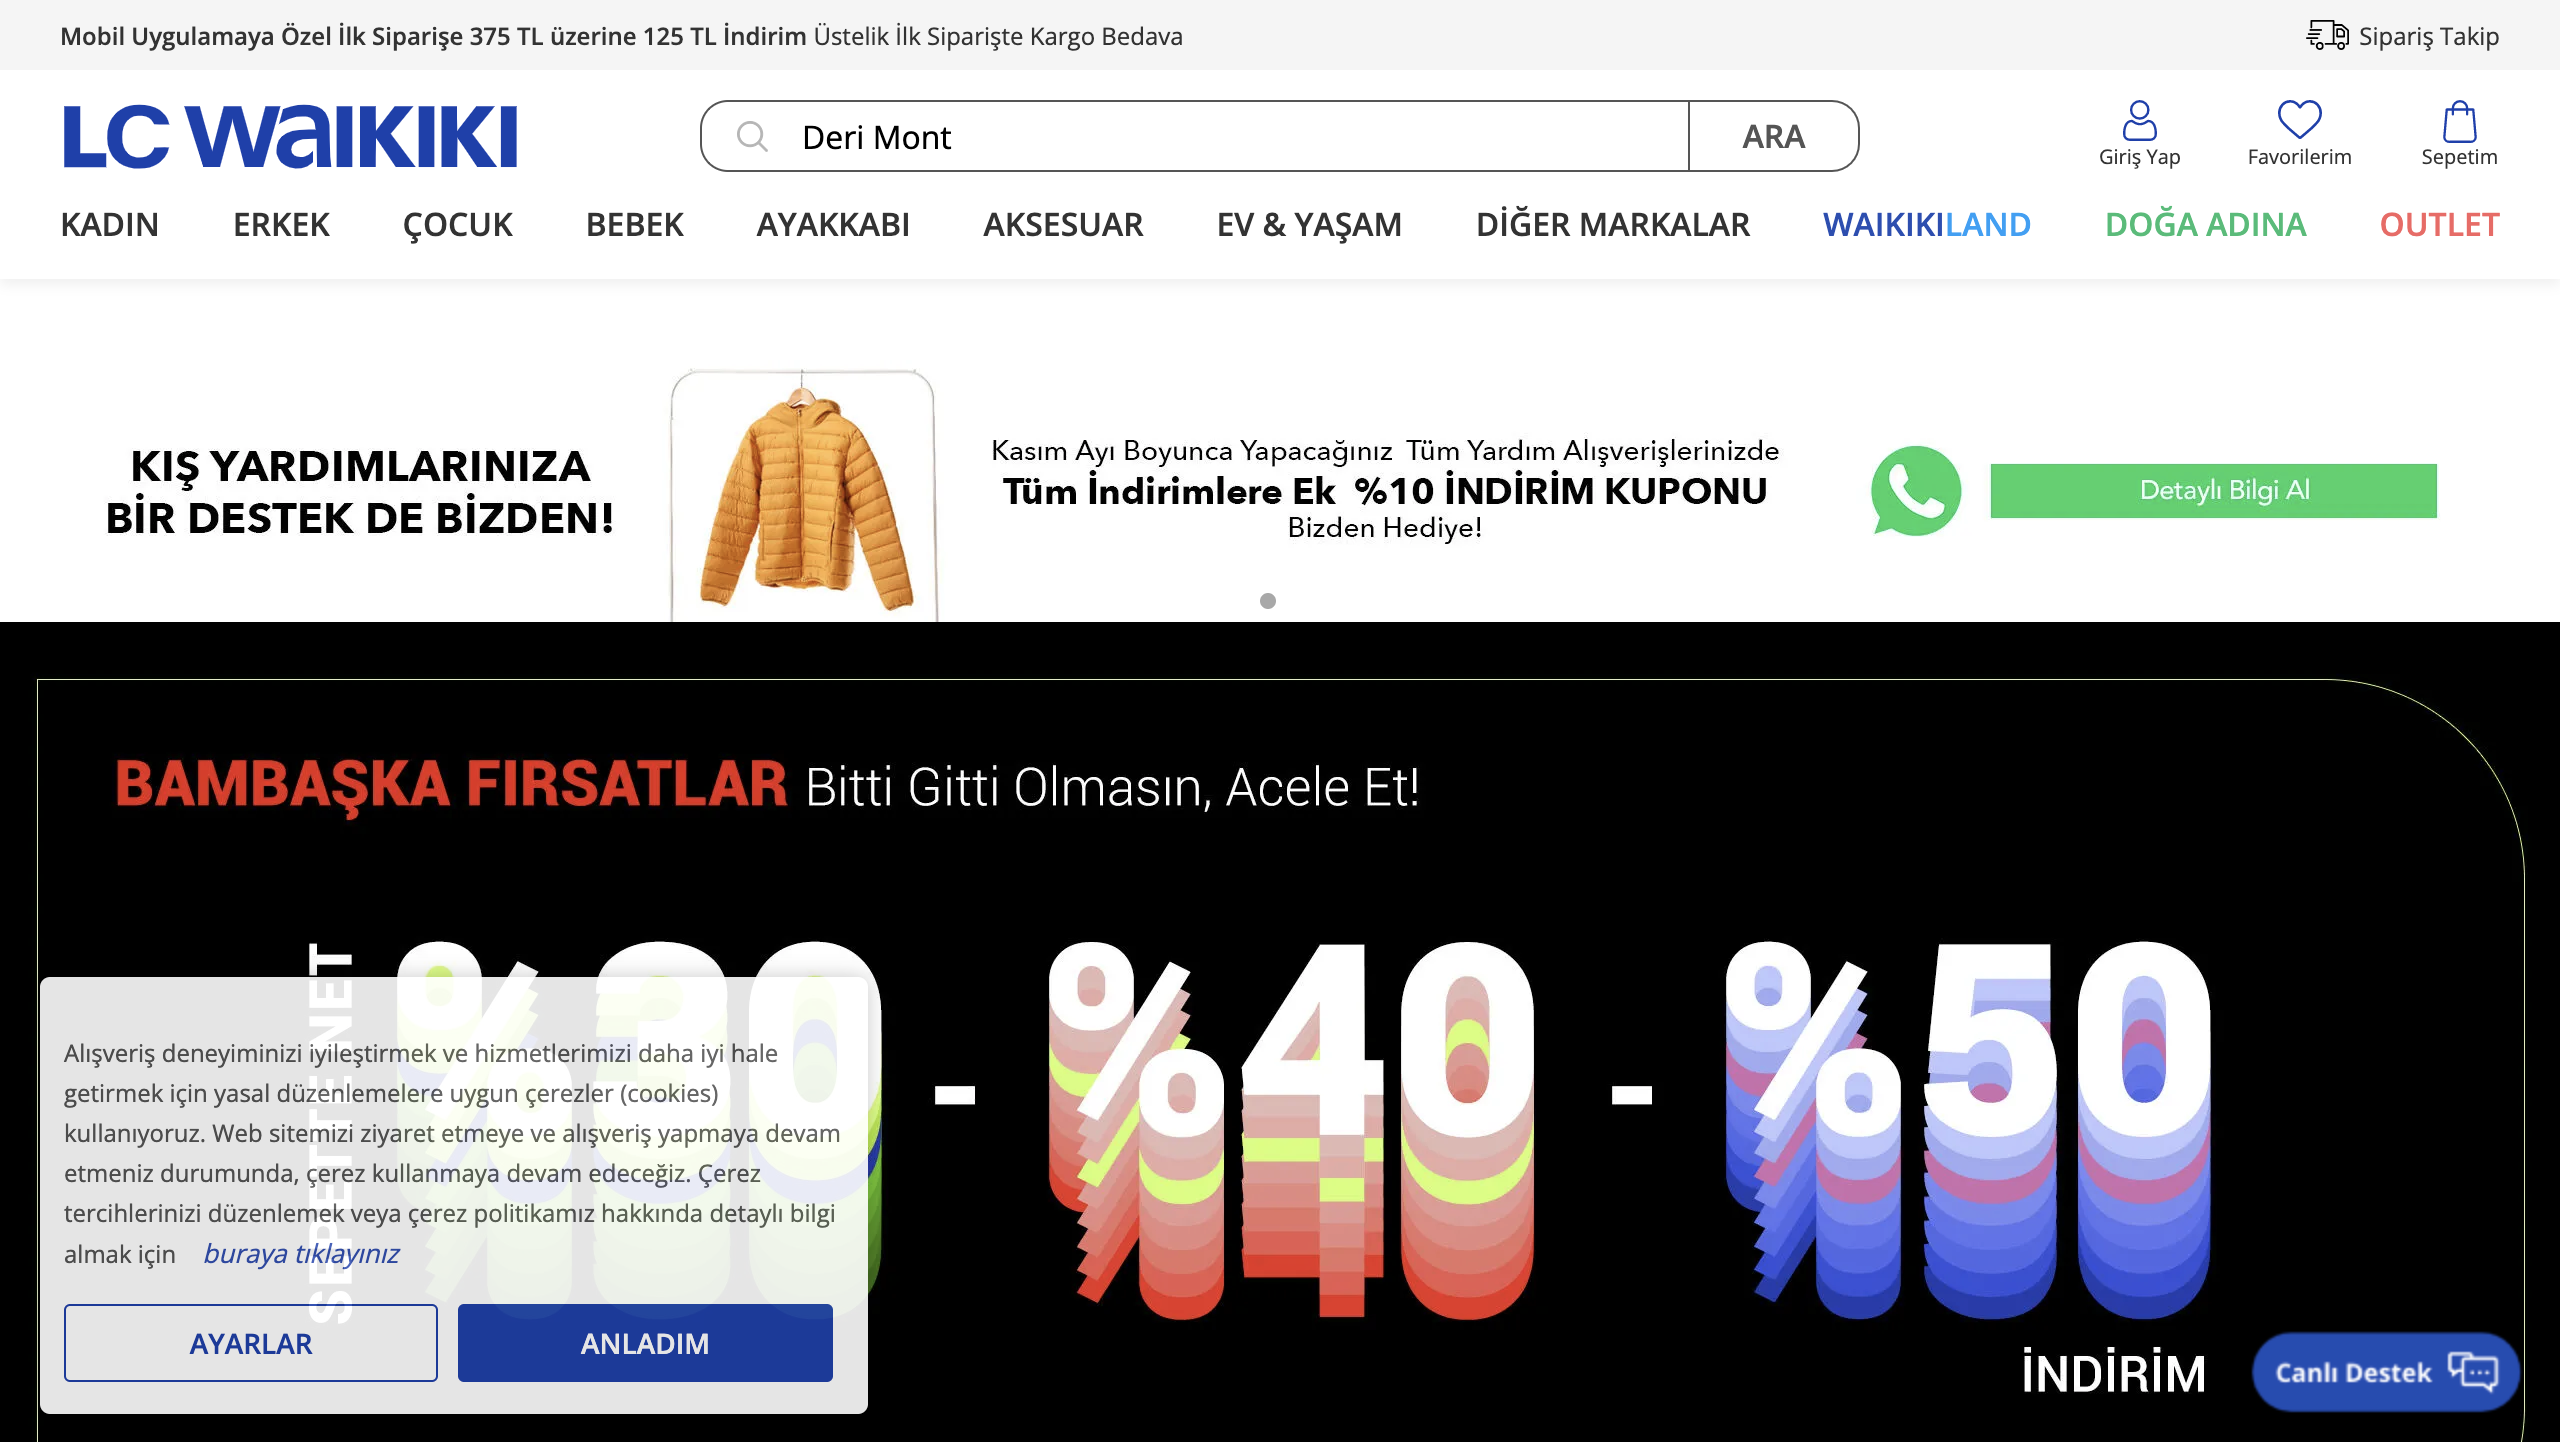 Mobil Uygulamaya Özel İlk Siparişe 375 TL üzerine 125 TL İndirim Üstelik İlk Siparişte Kargo Bedava
Sipariş Takip
LC WAIKIKI
Deri Mont
ARA
Giriş Yap
Favorilerim
Sepetim
KADIN
ERKEK
ÇOCUK
BEBEK
AYAKKABI
AKSESUAR
EV & YAŞAM
DİĞER MARKALAR
WAIKIKILAND
DOĞA ADINA
OUTLET
KIŞ YARDIMLARINIZA
BİR DESTEK DE BİZDEN!
Kasım Ayı Boyunca Yapacağınız Tüm Yardım Alışverişlerinizde
Tüm İndirimlere Ek %10 İNDİRİM KUPONU
Bizden Hediye!
Detaylı Bilgi Al
BAMBAŞKA FIRSATLAR Bitti Gitti Olmasın, Acele Et!
SEPETTE NET
%30 - %40 - %50
İNDİRİM
Alışveriş deneyiminizi iyileştirmek ve hizmetlerimizi daha iyi hale
getirmek için yasal düzenlemelere uygun çerezler (cookies)
kullanıyoruz. Web sitemizi ziyaret etmeye ve alışveriş yapmaya devam
etmeniz durumunda, çerez kullanmaya devam edeceğiz. Çerez
tercihlerinizi düzenlemek veya çerez politikamız hakkında detaylı bilgi
almak için buraya tıklayınız
AYARLAR
ANLADIM
Canlı Destek